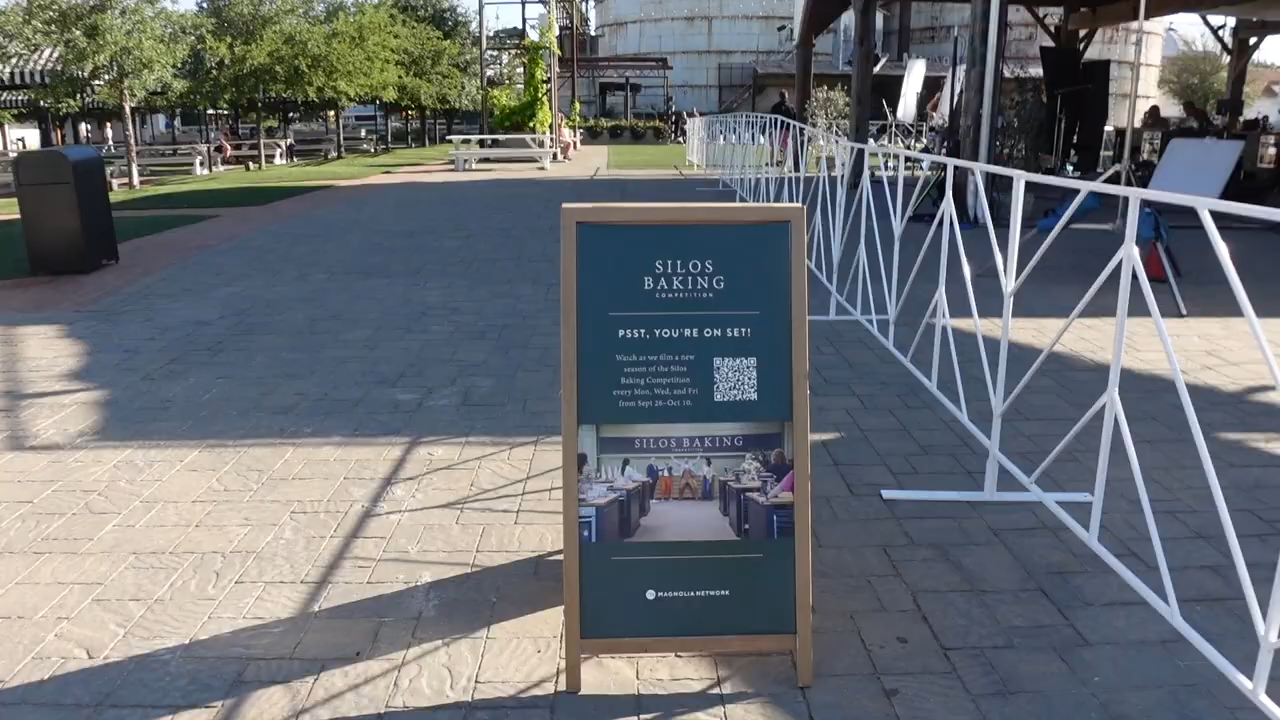 SILOS
BAKING
COMPETITION
PSST, YOU'RE ON SET!
Watch as we film a new
season of the Silos
Baking Competition
every Mon, Wed, and Fri
from Sept 26–Oct 10.
SILOS BAKING
COMPETITION
MAGNOLIA NETWORK